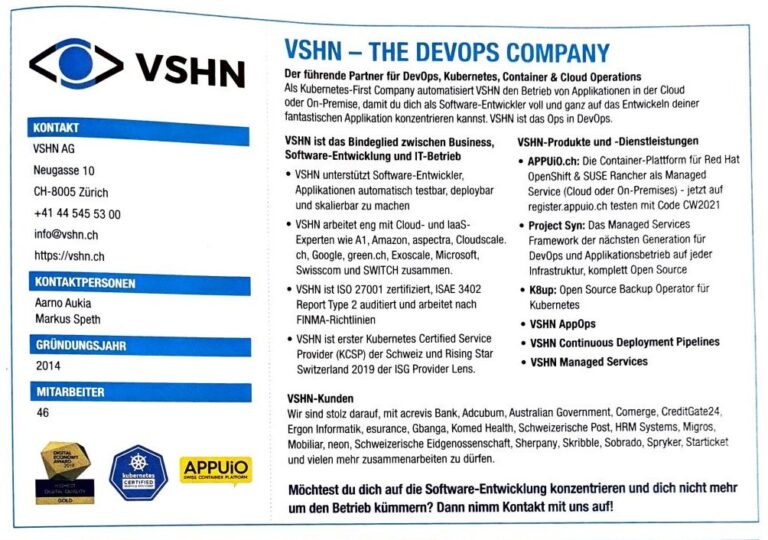 VSHN
KONTAKT
VSHN AG
Neugasse 10
CH-8005 Zürich
+41 44 545 53 00
info@vshn.ch
https://vshn.ch
KONTAKTPERSONEN
Aarno Aukia
Markus Speth
GRÜNDUNGSJAHR
2014
MITARBEITER
46
DIGITAL
ECONOMY
AWARD
HIGHEST
DIGITAL QUALITY
GOLD
kubernetes
CERTIFIED
APPUiO
SWISS CONTAINER PLATFORM
VSHN – THE DEVOPS COMPANY
Der führende Partner für DevOps, Kubernetes, Container & Cloud Operations
Als Kubernetes-First Company automatisiert VSHN den Betrieb von Applikationen in der Cloud
oder On-Premise, damit du dich als Software-Entwickler voll und ganz auf das Entwickeln deiner
fantastischen Applikation konzentrieren kannst. VSHN ist das Ops in DevOps.
VSHN ist das Bindeglied zwischen Business,
Software-Entwicklung und IT-Betrieb
• VSHN unterstützt Software-Entwickler,
Applikationen automatisch testbar, deploybar
und skalierbar zu machen
• VSHN arbeitet eng mit Cloud- und IaaS-
Experten wie A1, Amazon, aspectra, Cloudscale.
ch, Google, green.ch, Exoscale, Microsoft,
Swisscom und SWITCH zusammen.
• VSHN ist ISO 27001 zertifiziert, ISAE 3402
Report Type 2 auditiert und arbeitet nach
FINMA-Richtlinien
• VSHN ist erster Kubernetes Certified Service
Provider (KCSP) der Schweiz und Rising Star
Switzerland 2019 der ISG Provider Lens.
VSHN-Produkte und -Dienstleistungen
• APPUiO.ch: Die Container-Plattform für Red Hat
OpenShift & SUSE Rancher als Managed
Service (Cloud oder On-Premises) - jetzt auf
register.appuio.ch testen mit Code CW2021
• Project Syn: Das Managed Services
Framework der nächsten Generation für
DevOps und Applikationsbetrieb auf jeder
Infrastruktur, komplett Open Source
• K8up: Open Source Backup Operator für
Kubernetes
• VSHN AppOps
• VSHN Continuous Deployment Pipelines
• VSHN Managed Services
VSHN-Kunden
Wir sind stolz darauf, mit acrevis Bank, Adcubum, Australian Government, Comerge, CreditGate24,
Ergon Informatik, esurance, Gbanga, Komed Health, Schweizerische Post, HRM Systems, Migros,
Mobiliar, neon, Schweizerische Eidgenossenschaft, Sherpany, Skribble, Sobrado, Spryker, Starticket
und vielen mehr zusammenarbeiten zu dürfen.
Möchtest du dich auf die Software-Entwicklung konzentrieren und dich nicht mehr
um den Betrieb kümmern? Dann nimm Kontakt mit uns auf!